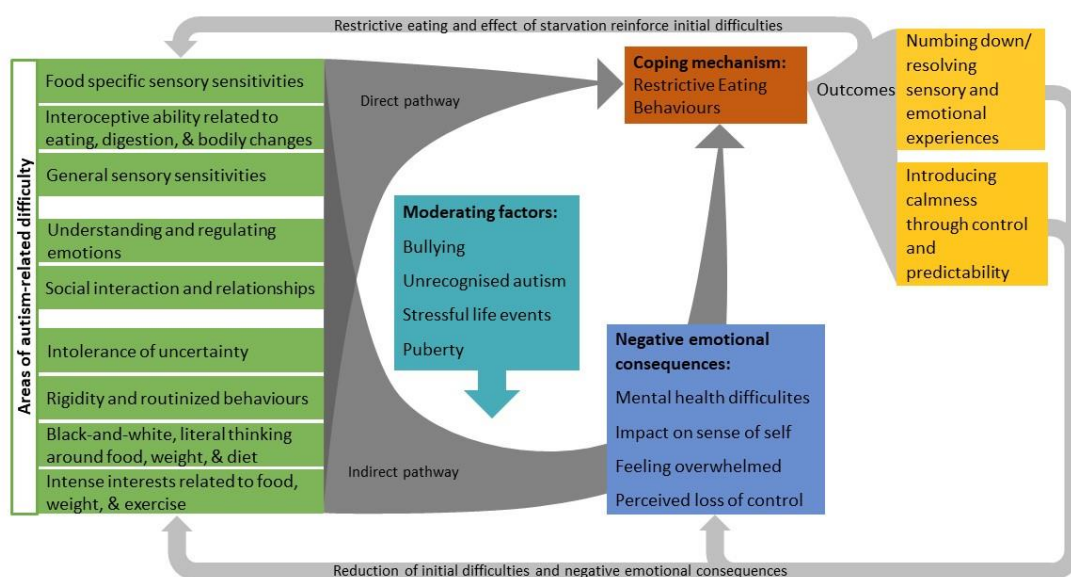 Restrictive eating and effect of starvation reinforce initial difficulties
Areas of autism-related difficulty
Food specific sensory sensitivities
Interoceptive ability related to
eating, digestion, & bodily changes
General sensory sensitivities
Understanding and regulating
emotions
Social interaction and relationships
Intolerance of uncertainty
Rigidity and routinized behaviours
Black-and-white, literal thinking
around food, weight, & diet
Intense interests related to food,
weight, & exercise
Direct pathway
Indirect pathway
Moderating factors:
Bullying
Unrecognised autism
Stressful life events
Puberty
Coping mechanism:
Restrictive Eating
Behaviours
Negative emotional
consequences:
Mental health difficulites
Impact on sense of self
Feeling overwhelmed
Perceived loss of control
Outcomes
Numbing down/
resolving
sensory and
emotional
experiences
Introducing
calmness
through control
and
predictability
Reduction of initial difficulties and negative emotional consequences